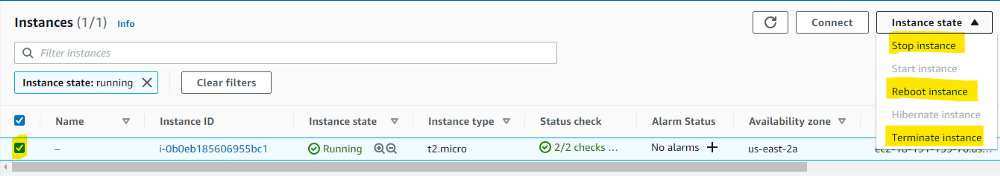 Instances (1/1) Info
Connect
Instance state
Filter instances
Stop instance
Start instance
Instance state: running
Clear filters
Reboot instance
Hibernate instance
Name Instance ID Instance state Instance type Status check Alarm Status Availability zone
Terminate instance
– i-0b0eb185606955bc1 Running t2.micro 2/2 checks ... No alarms us-east-2a